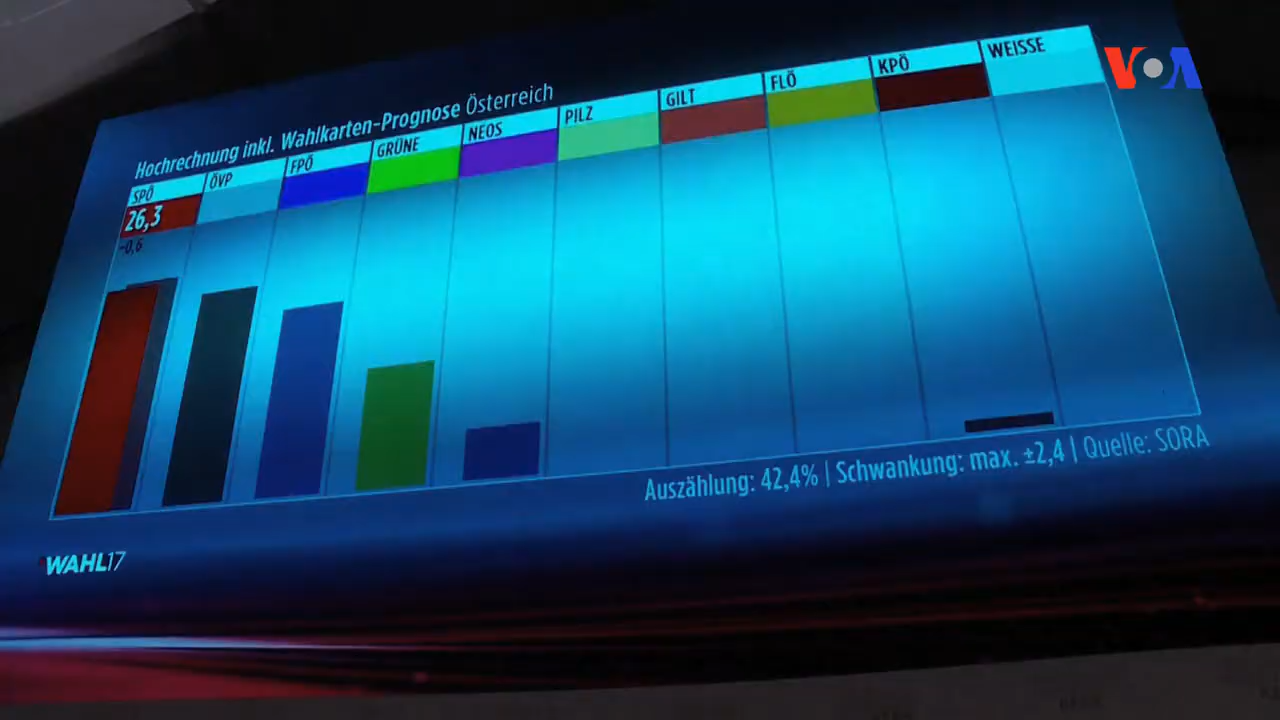 VOA
Hochrechnung inkl. Wahlkarten-Prognose Österreich
SPÖ ÖVP FPÖ GRÜNE NEOS PILZ GILT FLÖ KPÖ WEISSE
26,3
-0,6
Auszählung: 42,4% | Schwankung: max. ±2,4 | Quelle: SORA
WAHL17